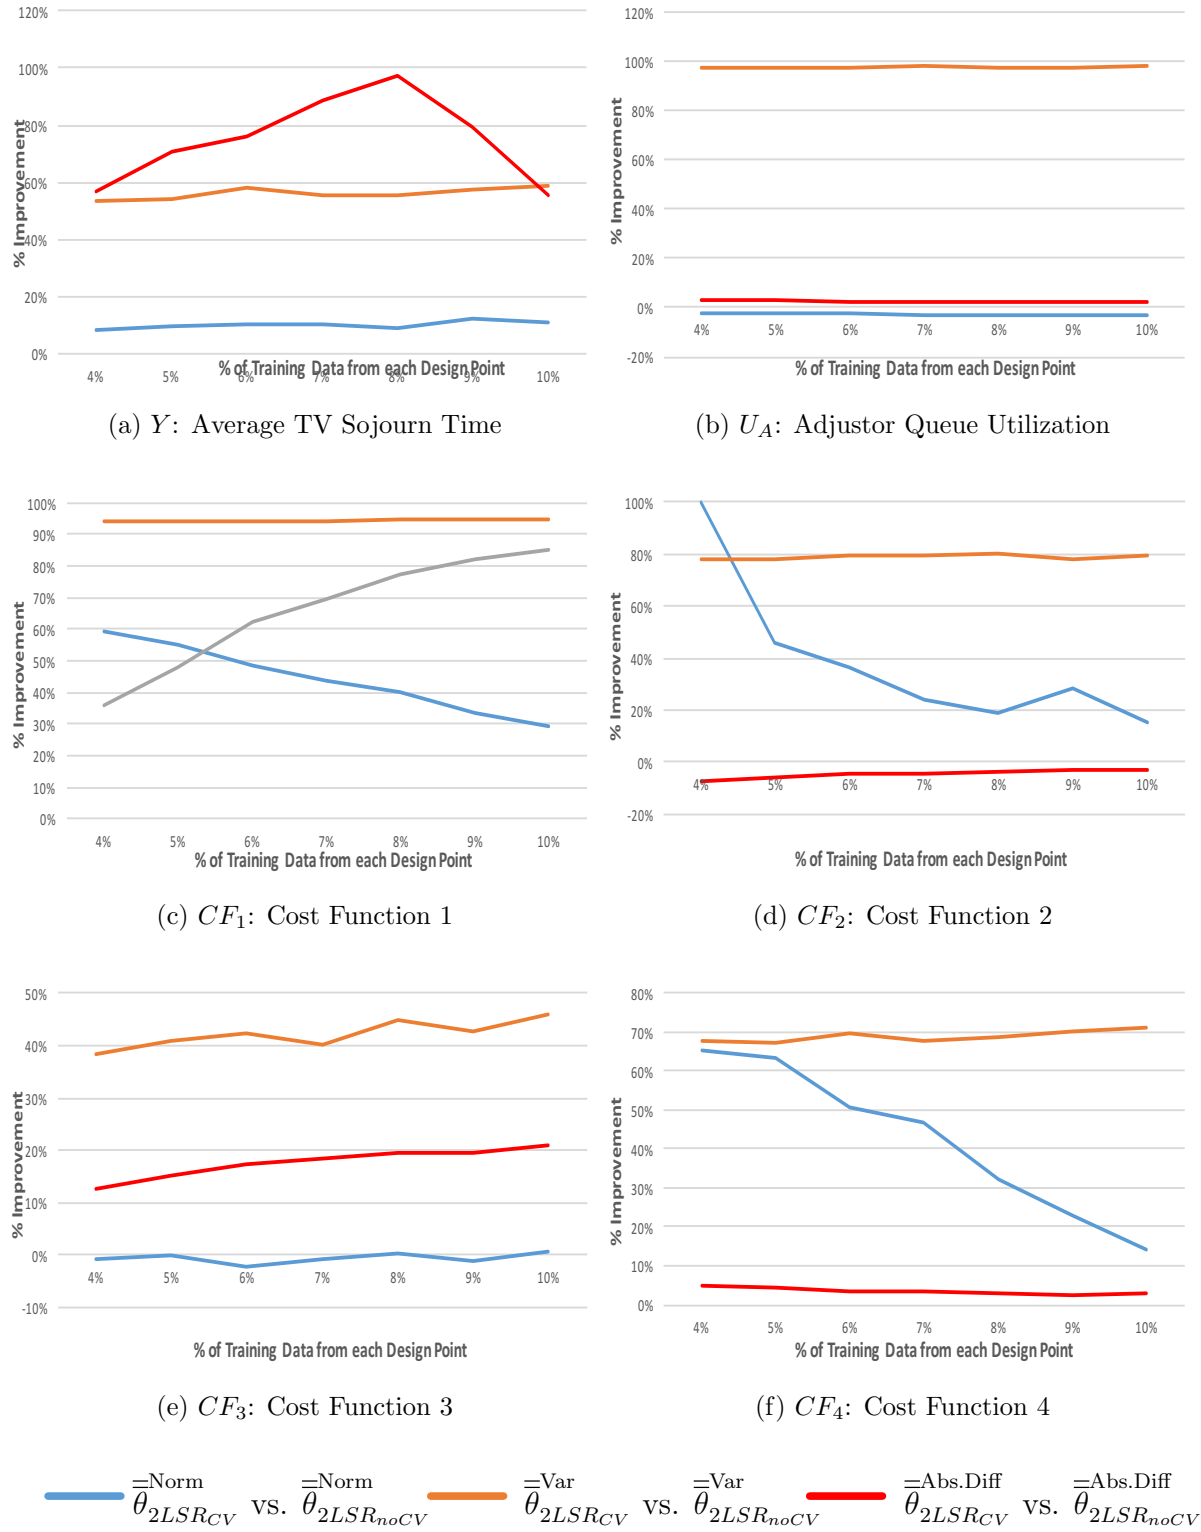 120%
100%
80%
60%
40%
20%
0%
% Improvement
4% 5% 6% 7% 8% 9% 10%
% of Training Data from each Design Point
(a) Y: Average TV Sojourn Time
120%
100%
80%
60%
40%
20%
0%
-20%
% Improvement
4% 5% 6% 7% 8% 9% 10%
% of Training Data from each Design Point
(b) U_A: Adjustor Queue Utilization
100%
90%
80%
70%
60%
50%
40%
30%
20%
10%
0%
% Improvement
4% 5% 6% 7% 8% 9% 10%
% of Training Data from each Design Point
(c) CF_1: Cost Function 1
100%
80%
60%
40%
20%
0%
-20%
% Improvement
4% 5% 6% 7% 8% 9% 10%
% of Training Data from each Design Point
(d) CF_2: Cost Function 2
50%
40%
30%
20%
10%
0%
-10%
% Improvement
4% 5% 6% 7% 8% 9% 10%
% of Training Data from each Design Point
(e) CF_3: Cost Function 3
80%
70%
60%
50%
40%
30%
20%
10%
0%
% Improvement
4% 5% 6% 7% 8% 9% 10%
% of Training Data from each Design Point
(f) CF_4: Cost Function 4
θ̿^Norm_2LSR_CV vs. θ̿^Norm_2LSR_noCV θ̿^Var_2LSR_CV vs. θ̿^Var_2LSR_noCV θ̿^Abs.Diff_2LSR_CV vs. θ̿^Abs.Diff_2LSR_noCV